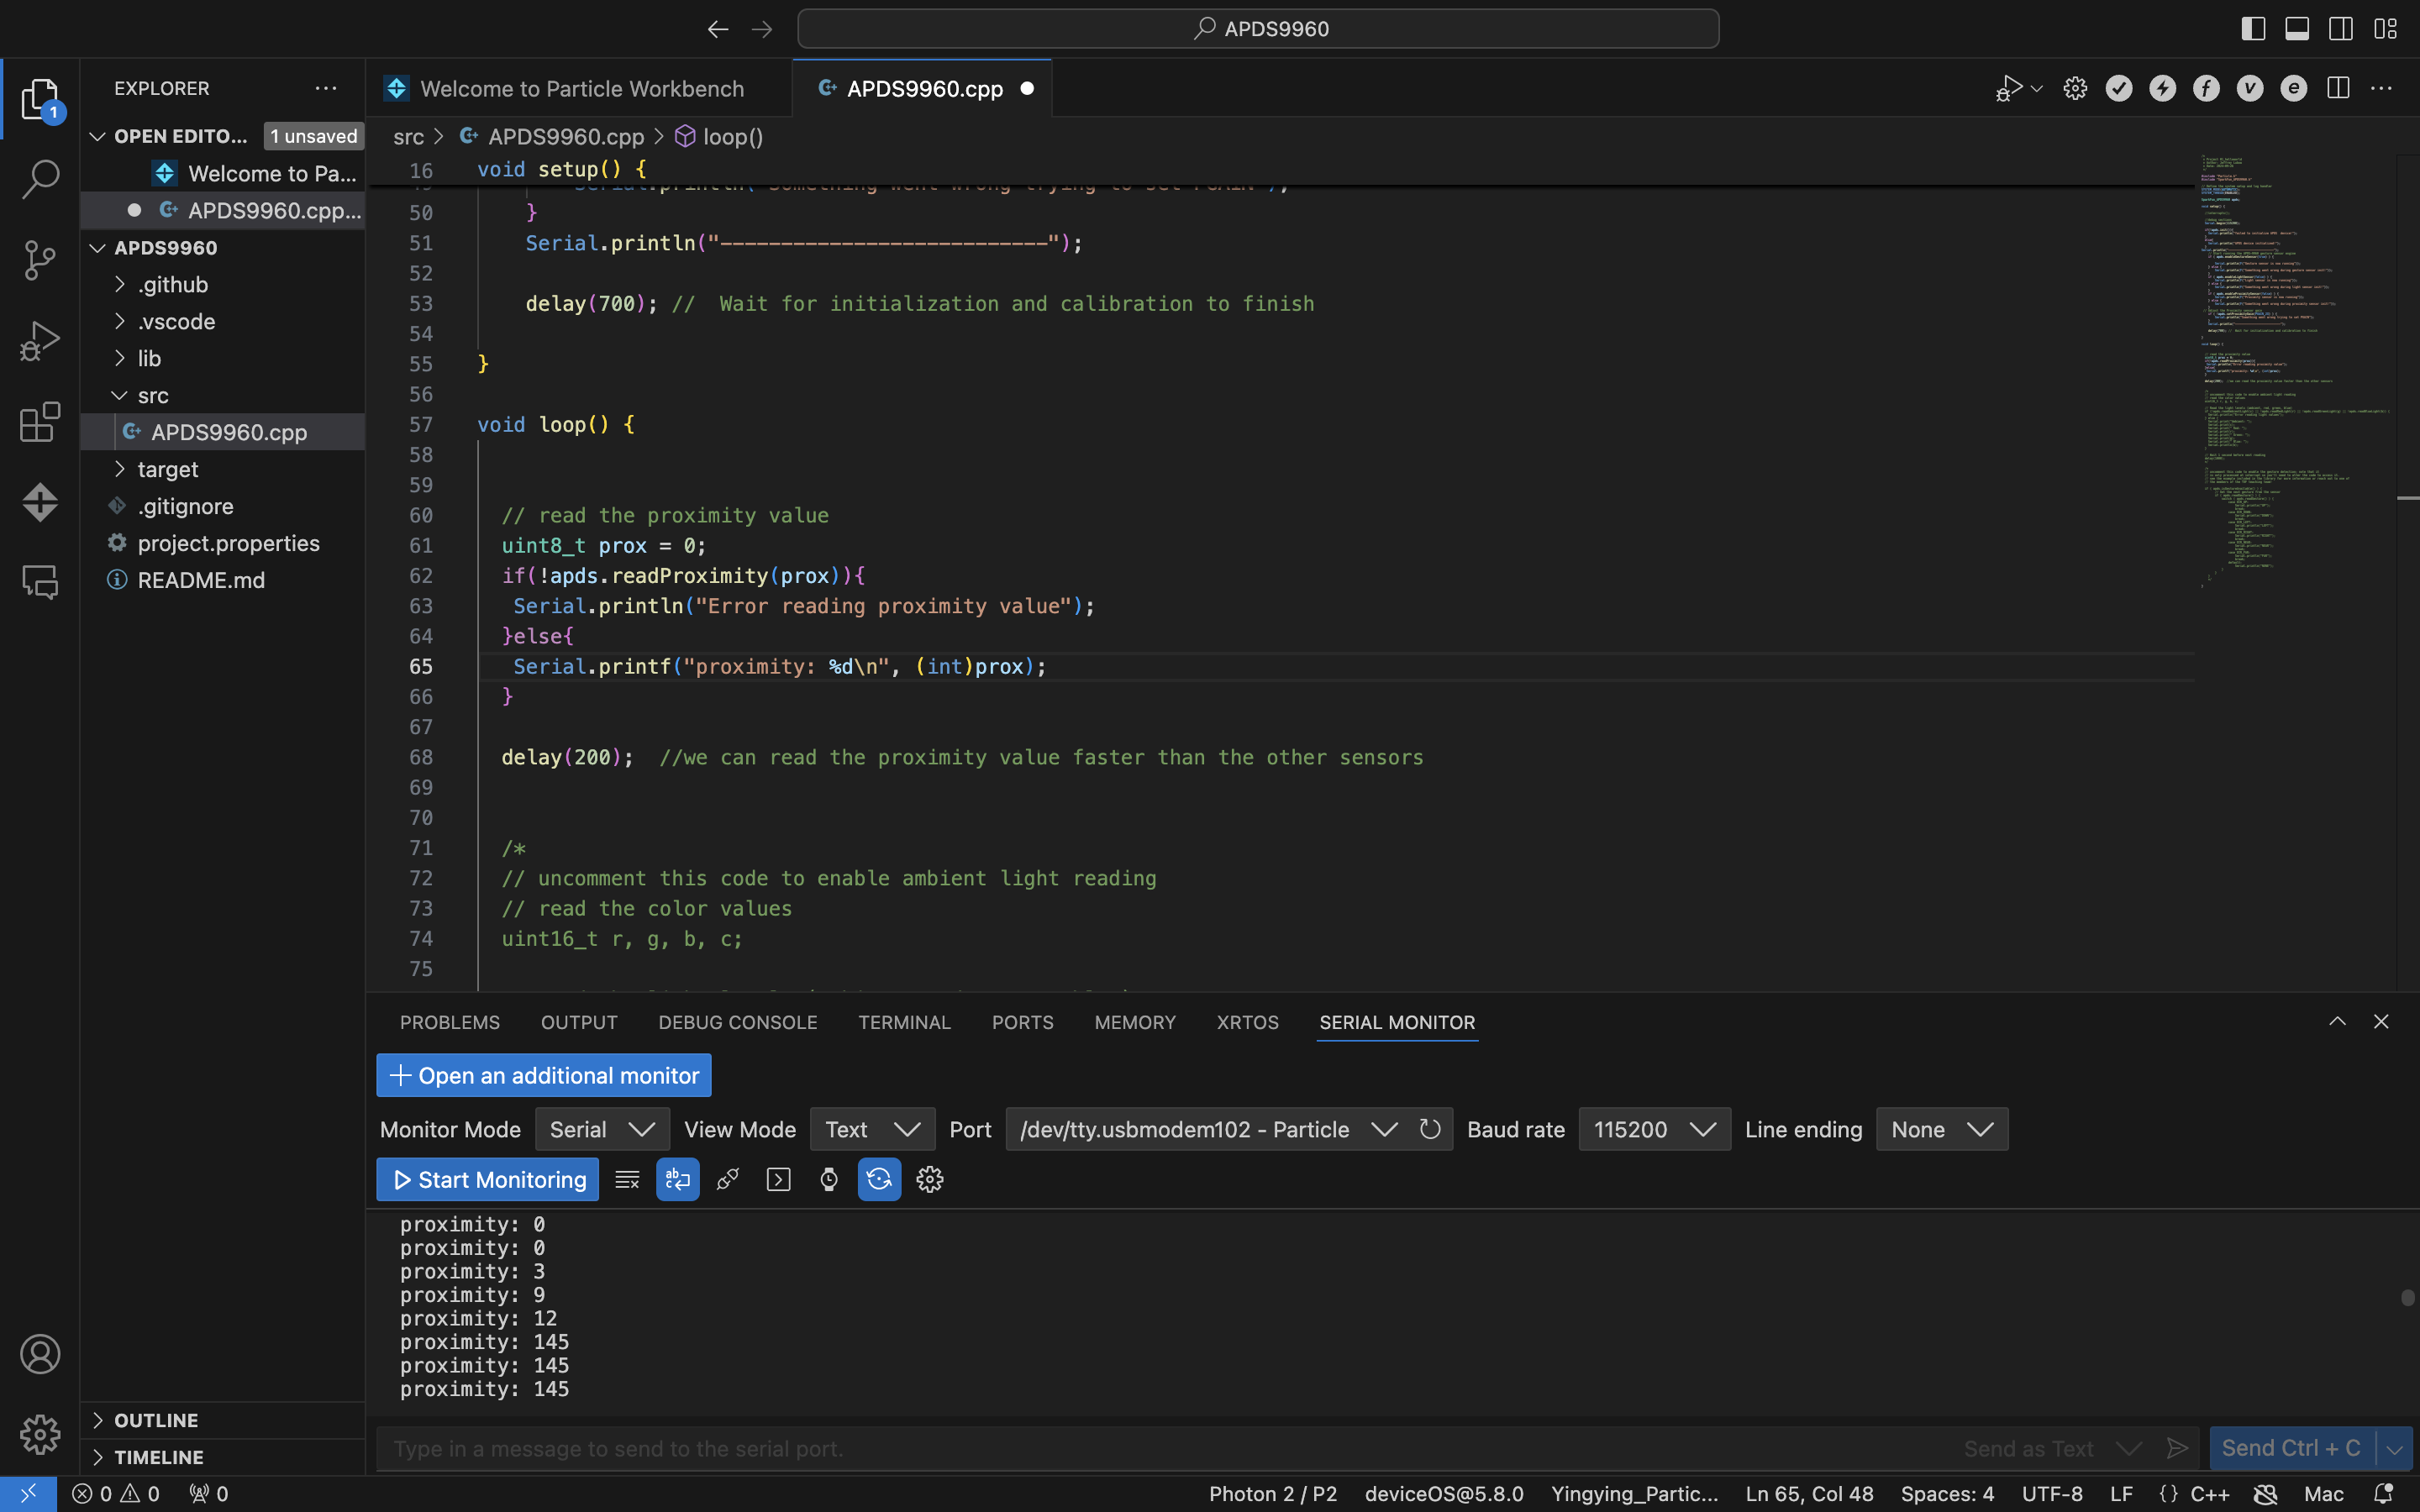 APDS9960
EXPLORER
OPEN EDITO... 1 unsaved
Welcome to Pa...
APDS9960.cpp...
APDS9960
.github
.vscode
lib
src
APDS9960.cpp
target
.gitignore
project.properties
README.md
OUTLINE
TIMELINE
Welcome to Particle Workbench
APDS9960.cpp
src > APDS9960.cpp > loop()
16 void setup() {
50 }
51 Serial.println("---------------------------");
52
53 delay(700); // Wait for initialization and calibration to finish
54
55 }
56
57 void loop() {
58
59
60 // read the proximity value
61 uint8_t prox = 0;
62 if(!apds.readProximity(prox)){
63 Serial.println("Error reading proximity value");
64 }else{
65 Serial.printf("proximity: %d\n", (int)prox);
66 }
67
68 delay(200); //we can read the proximity value faster than the other sensors
69
70
71 /*
72 // uncomment this code to enable ambient light reading
73 // read the color values
74 uint16_t r, g, b, c;
75
PROBLEMS OUTPUT DEBUG CONSOLE TERMINAL PORTS MEMORY XRTOS SERIAL MONITOR
Open an additional monitor
Monitor Mode Serial View Mode Text Port /dev/tty.usbmodem102 - Particle Baud rate 115200 Line ending None
Start Monitoring
proximity: 0
proximity: 0
proximity: 3
proximity: 9
proximity: 12
proximity: 145
proximity: 145
proximity: 145
Type in a message to send to the serial port. Send as Text Send Ctrl + C
0 0 0 Photon 2 / P2 deviceOS@5.8.0 Yingying_Partic... Ln 65, Col 48 Spaces: 4 UTF-8 LF {} C++ Mac